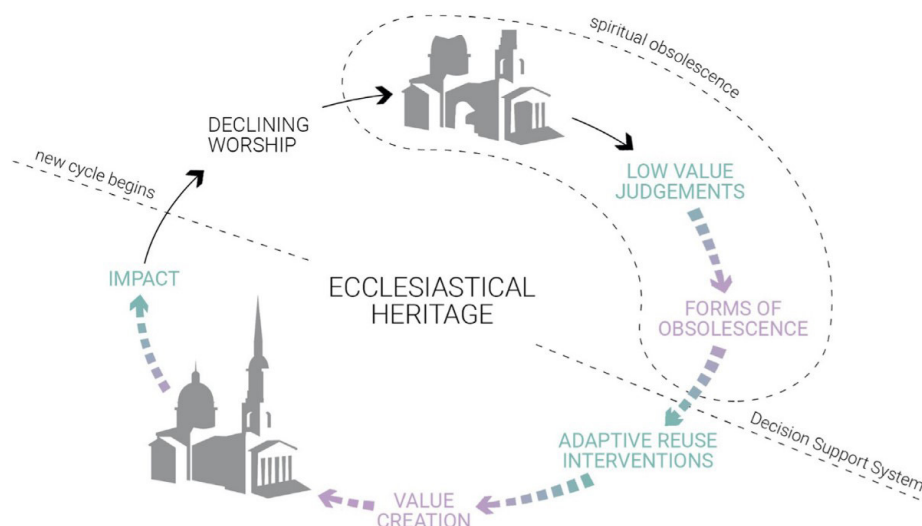 spiritual obsolescence
DECLINING
WORSHIP
new cycle begins
LOW VALUE
JUDGEMENTS
IMPACT
ECCLESIASTICAL
HERITAGE
FORMS OF
OBSOLESCENCE
ADAPTIVE REUSE
INTERVENTIONS
Decision Support System
VALUE
CREATION